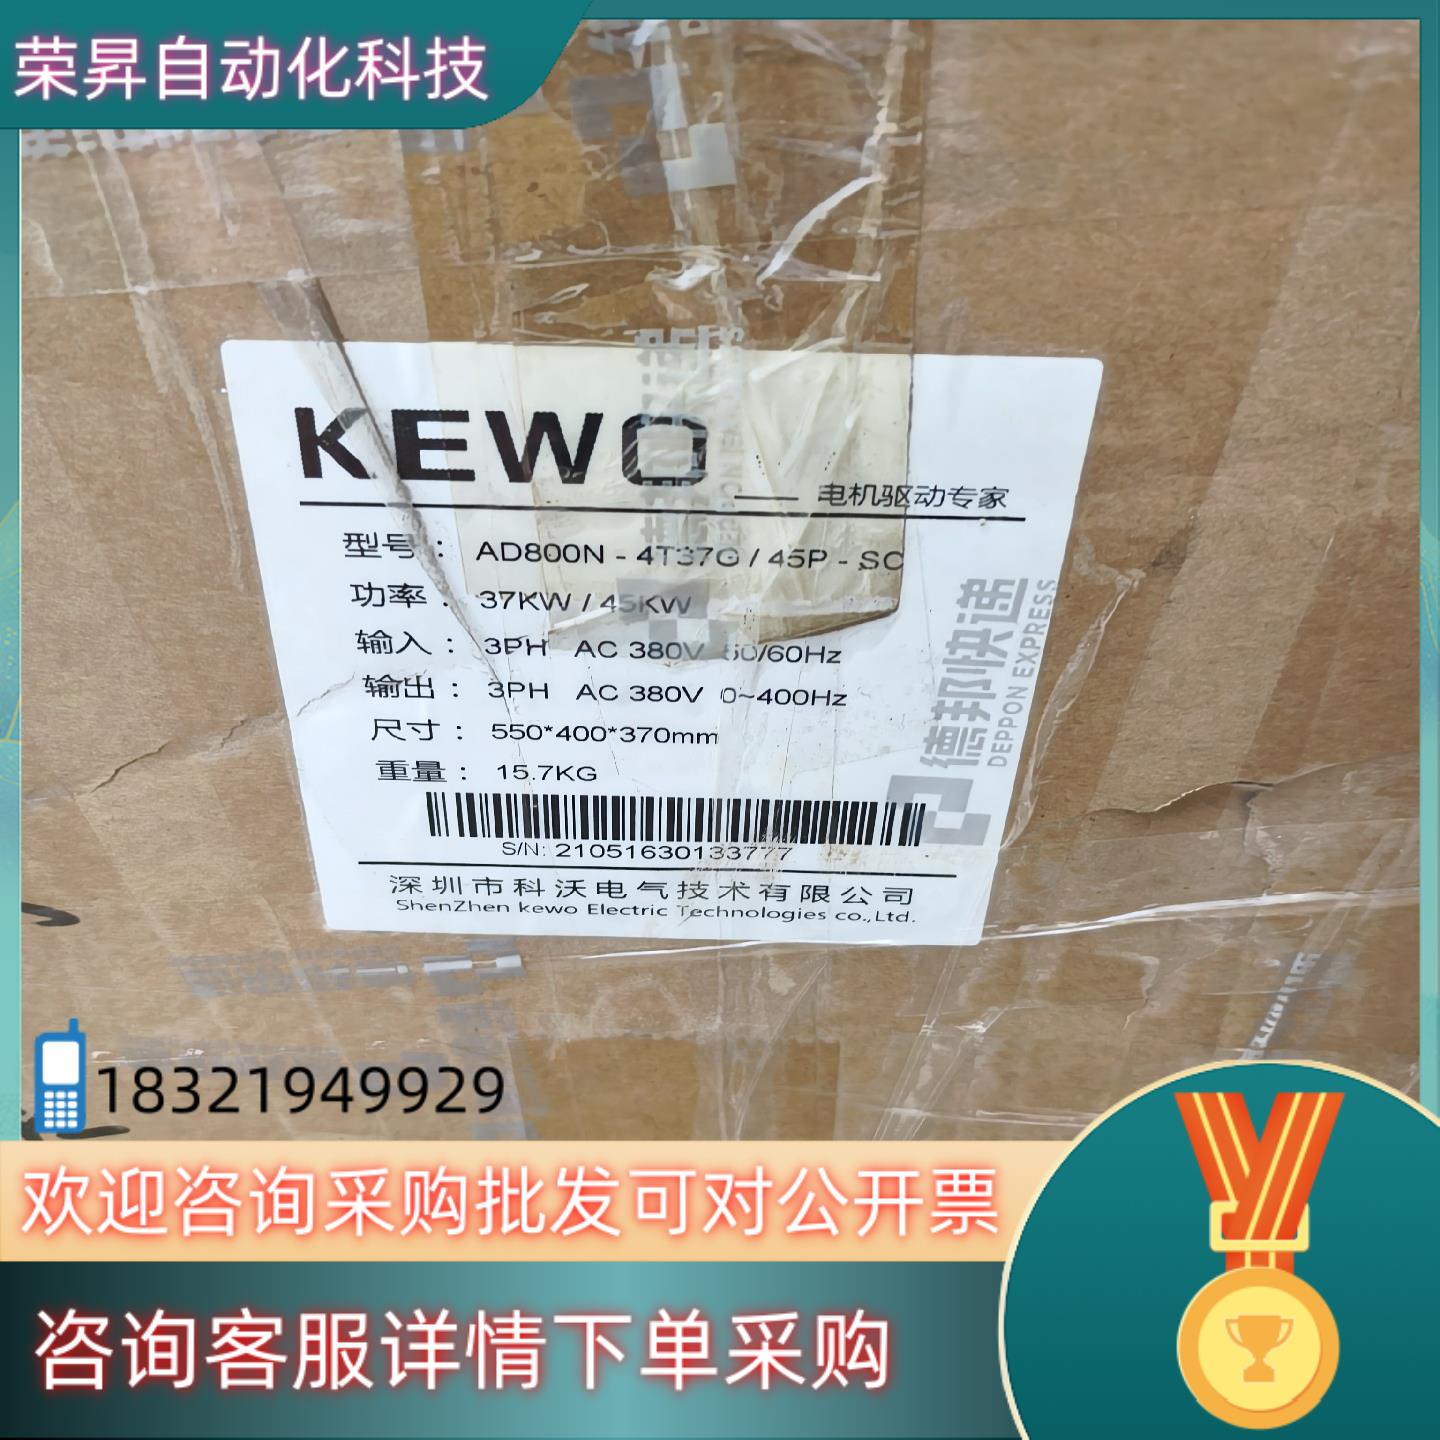 荣昇自动化科技
KEWO
—— 电机驱动专家
型号： AD800N - 4T37G / 45P - SC
功率： 37KW / 45KW
输入： 3PH AC 380V 50/60Hz
输出： 3PH AC 380V 0~400Hz
尺寸： 550*400*370mm
重量： 15.7KG
S/N: 21051630133777
深圳市科沃电气技术有限公司
ShenZhen kewo Electric Technologies co.,Ltd.
德邦快递
DEPPON EXPRESS
18321949929
欢迎咨询采购批发可对公开票
咨询客服详情下单采购